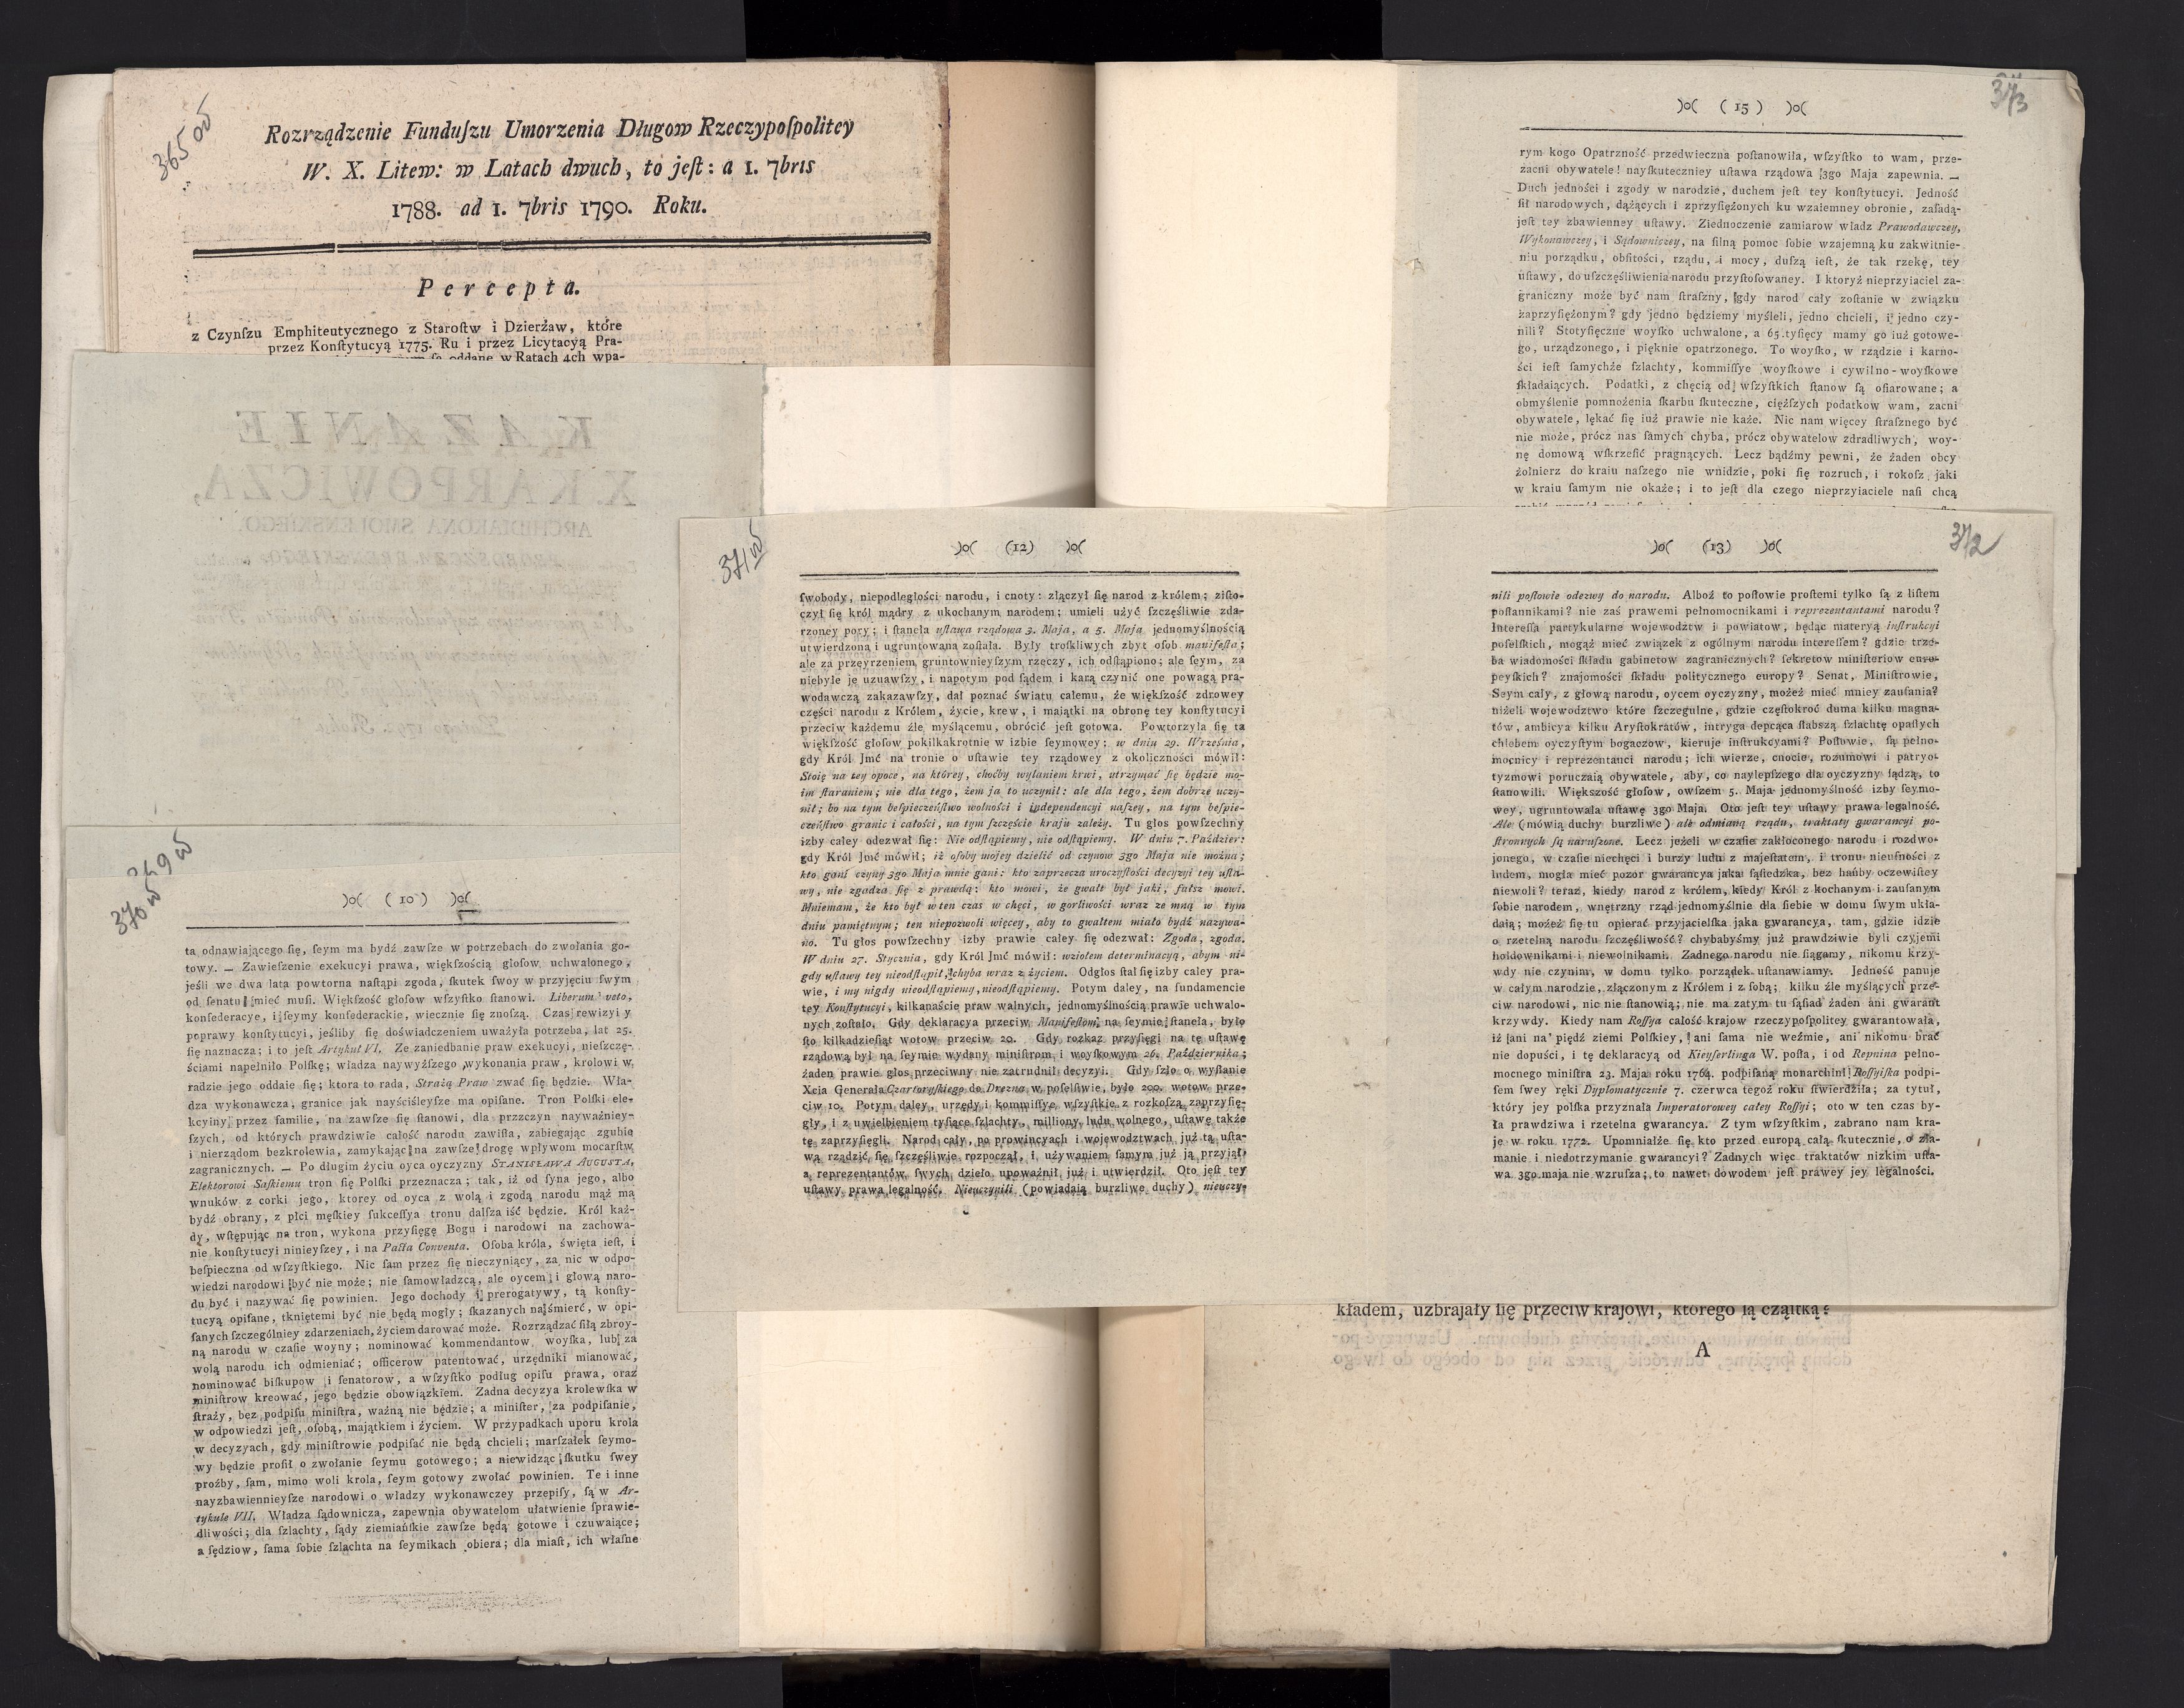 365 
Rozrządzenie Funduſzu Umorzenia Długow Rzeczypoſpolitey
W. X. Litew: w Latach dwuch, to jeſt: a 1. 7bris
1788. ad 1. 7bris 1790. Roku.
Percepta.
z Czynſzu Emphiteutycznego z Staroſtw i Dzierżaw, które
przez Konſtytucyą 1775. Ru i przez Licytacyą Pra-
ſą oddane w Ratach 4ch wpa-
KAZANIE
X. KARPOWICZA,
ARCHIDIAKONA SMOLENSKIEGO.
370
)o( (10) )o(
ta odnawiającego ſię, ſeym ma bydź zawſze w potrzebach do zwołania go-
towy. — Zawieſzenie exekucyi prawa, większoścıą głoſow uchwalonego,
jeśli we dwa lata powtorna naſtąpi zgoda, ſkutek ſwoy w przyjęciu ſwym
od ſenatu mieć muſi. Większość głoſow wſzyſtko ſtanowi. Liberum veto,
konfederacye, i ſeymy konfederackie, wiecznie ſię znoſzą. Czas rewizyi y
poprawy konſtytucyi, jeśliby ſię doświadczeniem uważyła potrzeba, lat 25.
ſię naznacza; i to jeſt Artykuł VI. Ze zaniedbanie praw exekucyi, nieſzczę-
ściami napełniło Polſkę; władza naywyższego wykonania praw, krolowi w
radzie jego oddaie ſię; ktora to rada, Strażą Praw zwać ſię będzie. Wła-
dza wykonawcza, granice jak nayściśleyſze ma opiſane. Tron Polſki ele-
kcyiny przez familie, na zawſze ſię ſtanowi, dla przczyn nayważniey-
ſzych, od których prawdziwie całość narodu zawiſła, zabiegając zgubie
i nierządom bezkrolewia, zamykając na zawſze drogę wpływom mocarſtw
zagranicznych. — Po długim życiu oyca oyczyzny STANISŁAWA AUGUSTA,
Elektorowi Saſkiemu tron ſię Polſki przeznacza; tak, iż od ſyna jego, albo
wnuków z corki jego, ktorey od oyca z wolą i zgodą narodu mąż ma
bydź obrany, z płci męſkiey ſukceſſya tronu dalſza iść będzie. Król każ-
dy, wſtępując na tron, wykona przyſięgę Bogu i narodowi na zachowa-
nie konſtytucyi ninieyſzey, i na Pacta Conventa. Oſoba króla, święta ieſt, i
beſpieczna od wſzyſtkiego. Nic ſam przez ſię nieczyniący, za nic w odpo-
wiedzi narodowi być nie może; nie ſamowładzcą, ale oycem i głową naro-
du być i nazywać ſię powinien. Jego dochody i prerogatywy, tą konſty-
tucyą opiſane, tkniętemi być nie będą mogły; ſkazanych na śmierć, w opi-
ſanych ſzczególniey zdarzeniach, życiem darować może. Rozrządzać ſiłą zbroy-
ną narodu w czaſie woyny; nominować kommendantow woyſka, lub za
wolą narodu ich odmieniać; officerow patentować, urzędniki mianować,
nominować biſkupow i ſenatorow, a wſzyſtko podług opiſu prawa, oraz
miniſtrow kreować, jego będzie obowiązkiem. Zadna decyzya krolewſka w
ſtraży, bez podpiſu miniſtra, ważną nie będzie; a miniſter, za podpiſanie,
w odpowiedzi jeſt, oſobą, majątkiem i życiem. W przypadkach uporu krola
w decyzyach, gdy miniſtrowie podpiſać nie będą chcieli; marſzałek ſeymo-
wy będzie proſił o zwołanie ſeymu gotowego; a niewidząc ſkutku ſwey
proźby, ſam, mimo woli krola, ſeym gotowy zwołać powinien. Te i inne
nayzbawiennieyſze narodowi o władzy wykonawczey przepiſy, ſą w Ar-
tykule VII. Władza ſądownicza, zapewnia obywatelom ułatwienie ſprawie-
dliwości; dla ſzlachty, ſądy ziemiańſkie zawſze będą gotowe i czuwaiące;
a ſędziow, ſama ſobie ſzlachta na ſeymikach obiera; dla miaſt, ich właſne
371
)o( (12) )o(
ſwobody, niepodległości narodu, i cnoty: złączył ſię narod z królem; ziſto-
czył ſię król mądry z ukochanym narodem; umieli użyć ſzczęśliwie zda-
rzoney pory; i ſtaneła uſtawa rządowa 3. Maja, a 5. Maja jednomyślnością
utwierdzona i ugruntowana zoſtała. Były troſkliwych zbyt oſob manifeſta;
ale za przeyrzeniem gruntownieyſzym rzeczy, ich odſtąpiono; ale ſeym, za
niebyłe je uznawſzy, i napotym pod ſądem i karą czynić one powagą pra-
wodawczą zakazawſzy, dał poznać światu całemu, że większość zdrowey
części narodu z Królem, życie, krew, i maiątki na obronę tey konſtytucyi
przeciw każdemu źle myślącemu, obrócić jeſt gotowa. Powtorzyła ſię ta
większość głoſow pokilkakrotnie w izbie ſeymowey: w dniu 29. Września,
gdy Król Jmć na tronie o uſtawie tey rządowey z okoliczności mówił:
Stoię na tey opoce, na którey, choćby wylaniem krwi, utrzymać ſię będzie mo-
im ſtaraniem; nie dla tego, żem ja to uczynił: ale dla tego, żem dobrze uczy-
nił; bo na tym beſpieczeńſtwo wolności i independencyi naſzey, na tym beſpie-
czeńſtwo granic i całości, na tym ſzczęście kraju zależy. Tu głos powſzechny
izby całey odezwał ſię: Nie odſtąpiemy, nie odſtąpiemy. W dniu 7. Paździer:
gdy Król Jmć mówił; iż oſoby mojey dzielić od czynow 3go Maja nie można;
kto gani czyny 3go Maja mnie gani: kto zaprzecza uroczyſtości decyzyi tey uſta-
wy, nie zgadza ſię z prawdą: kto mowi, że gwałt był jaki, fałsz mowi.
Mniemam, że kto był w ten czas w chęci, w gorliwości wraz ze mną w tym
dniu pamiętnym; ten niepozwoli więcey, aby to gwałtem miało bydź nazywa-
no. Tu głos powſzechny izby prawie całey ſię odezwał: Zgoda, zgoda.
W dniu 27. Stycznia, gdy Król Jmć mówił: wziołem determinacyą, abym ni-
gdy uſtawy tey nieodſtąpił, chyba wraz z życiem. Odgłos ſtał ſię izby całey pra-
wie, i my nigdy nieodſtąpiemy, nieodſtąpiemy. Potym daley, na fundamencie
tey Konſtytucyi, kilkanaście praw walnych, jednomyślnością prawie uchwalo-
nych zoſtało. Gdy deklaracya przeciw Manifeſtom na ſeymie ſtaneła, było
ſto kilkadzieſiąt wotow przeciw 20. Gdy rozkaz przyſięgi na tę uſtawę
rządową był na ſeymie wydany miniſtrom i woyſkowym 26. Października;
żaden prawie głos przeciwny nie zatrudnił decyzyi. Gdy ſzło o wyſłanie
Xcia Generała Czartoryſkiego do Drezna w poſelſtwie, było 200. wotow prze-
ciw 10. Potym daley, urzędy i kommiſſye wſzyſtkie z rozkoſzą zaprzyſię-
gły, i z uwielbieniem tyſiące ſzlachty, milliony ludu wolnego, uſtawę także
tę zaprzyſięgli. Narod cały, po prowincyach i województwach już tą uſta-
wą rządzić ſię ſzczęśliwie rozpoczął, i używaniem ſamym już ją przyjął,
a reprezentantów ſwych dzieło upoważnił już i utwierdził. Oto jeſt tey
uſtawy prawa legalność. Nieuczynili (powiadają burzliwe duchy) nieuczy-
372
)o( (13) )o(
nili poſłowie odezwy do narodu. Alboż to poſłowie proſtemi tylko ſą z liſtem
poſłannikami? nie zaś prawemi pełnomocnikami i reprezentantami narodu?
Intereſſa partykularne wojewodztw i powiatow, będąc materyą inſtrukcyi
poſelſkich, mogąż mieć związek z ogólnym narodu intereſſem? gdzie trze-
ba wiadomości ſkładu gabinetow zagranicznych? ſekretow miniſteriow euro-
peyſkich? znajomości ſkładu politycznego europy? Senat, Miniſtrowie,
Seym cały, z głową narodu, oycem oyczyzny, możeż mieć mniey zaufania?
niżeli wojewodztwo które ſzczegulne, gdzie częſtokroć duma kilku magna-
tów, ambicya kilku Aryſtokratów, intryga depcąca ſłabszą ſzlachtę opaſłych
chlebem oyczyſtym bogaczow, kieruje inſtrukcyami? Poſłowie, ſą pełno-
mocnicy i reprezentanci narodu; ich wierze, cnocie, rozumowi i patryo-
tyzmowi poruczaią obywatele, aby, co naylepſzego dla oyczyzny ſądzą, to
ſtanowili. Większość głoſow, owſzem 5. Maja jednomyślność izby ſeymo-
wey, ugruntowała uſtawę 3go Maja. Oto jeſt tey uſtawy prawa legalność.
Ale (mówią duchy burzliwe) ale odmianą rządu, traktaty gwarancyi po-
ſtronnych ſą naruſzone. Lecz jeżeli w czaſie zakłoconego narodu i rozdwo-
jonego, w czaſie niechęci i burzy ludu z majeſtatem, i tronu nieufności z
ludem, mogła mieć pozor gwarancya jaka ſąſiedzka, bez hańby oczewiſtey
niewoli? teraz, kiedy narod z królem, kiedy Król z kochanym i zaufanym
ſobie narodem, wnętrzny rząd jednomyślnie dla ſiebie w domu ſwym ukła-
daią; możeż ſię tu opierać przyjacielſka jaka gwarancya, tam, gdzie idzie
o rzetelną narodu ſzczęśliwość? chybabyśmy już prawdziwie byli czyjemi
hołdownikami i niewolnikami. Zadnego narodu nie ſięgamy, nikomu krzy-
wdy nie czynim, w domu tylko porządek uſtanawiamy. Jedność panuje
w całym narodzie, złączonym z Królem i z ſobą; kilku źle myślących prze-
ciw narodowi, nic nie ſtanowią; nie ma zatym tu ſąſiad żaden ani gwarant
krzywdy. Kiedy nam Roſſya całość krajow rzeczypoſpolitey gwarantowała,
iż ani na piędź ziemi Polſkiey, ani ſama nie weźmie, ani nikomu brać
nie dopuści, i tę deklaracyą od Kieyſerlinga W. poſła, i od Repnina pełno-
mocnego miniſtra 23. Maja roku 1764. podpiſaną monarchini Roſſyiſka podpi-
ſem ſwey ręki Dyplomatycznie 7. czerwca tegoż roku ſtwierdziła; za tytuł,
który jey polſka przyznała Imperatorowey całey Roſſyi; oto w ten czas by-
ła prawdziwa i rzetelna gwarancya. Z tym wſzyſtkim, zabrano nam kra-
je w roku 1772. Upomniałże ſię kto przed europą całą ſkutecznie, o zła-
manie i niedotrzymanie gwarancyi? Zadnych więc traktatów nizkim uſta-
wa 3go maja nie wzruſza; to nawet dowodem jeſt prawey jey legalności.
373
)o( (15) )o(
rym kogo Opatrzność przedwieczna poſtanowiła, wſzyſtko to wam, prze-
zacni obywatele! nayſkuteczniey uſtawa rządowa 3go Maja zapewnia. —
Duch jedności i zgody w narodzie, duchem jeſt tey konſtytucyi. Jedność
ſił narodowych, dążących i zprzyſiężonych ku wzaiemney obronie, zaſadą
jeſt tey zbawienney uſtawy. Ziednoczenie zamiarow władz Prawodawczey,
Wykonawczey, i Sądowniczey, na ſilną pomoc ſobie wzajemną ku zakwitnie-
niu porządku, obfitości, rządu, i mocy, duſzą ieſt, że tak rzekę, tey
uſtawy, do uſzczęśliwienia narodu przyſtoſowaney. I ktoryż nieprzyiaciel za-
graniczny może być nam ſtraſzny, gdy narod cały zoſtanie w związku
zaprzyſiężonym? gdy jedno będziemy myśleli, jedno chcieli, i jedno czy-
nili? Stotyſięczne woyſko uchwalone, a 65.tyſięcy mamy go iuż gotowe-
go, urządzonego, i pięknie opatrzonego. To woyſko, w rządzie i karno-
ści ieſt ſamychże ſzlachty, kommiſſye woyſkowe i cywilno-woyſkowe
ſkładaiących. Podatki, z chęcią od wſzyſtkich ſtanow ſą ofiarowane; a
obmyślenie pomnożenia ſkarbu ſkuteczne, cięższych podatkow wam, zacni
obywatele, lękać ſię iuż prawie nie każe. Nic nam więcey ſtraſznego być
nie może, prócz nas ſamych chyba, prócz obywatelow zdradliwych, woy-
nę domową wſkrzeſić pragnących. Lecz bądźmy pewni, że żaden obcy
żołnierz do kraiu naſzego nie wnidzie, poki ſię rozruch, i rokoſz jaki
w kraiu ſamym nie okaże; i to jeſt dla czego nieprzyiaciele naſi chcą
kładem, uzbrajały ſię przeciw krajowi, ktorego ſą cząſtką?
A